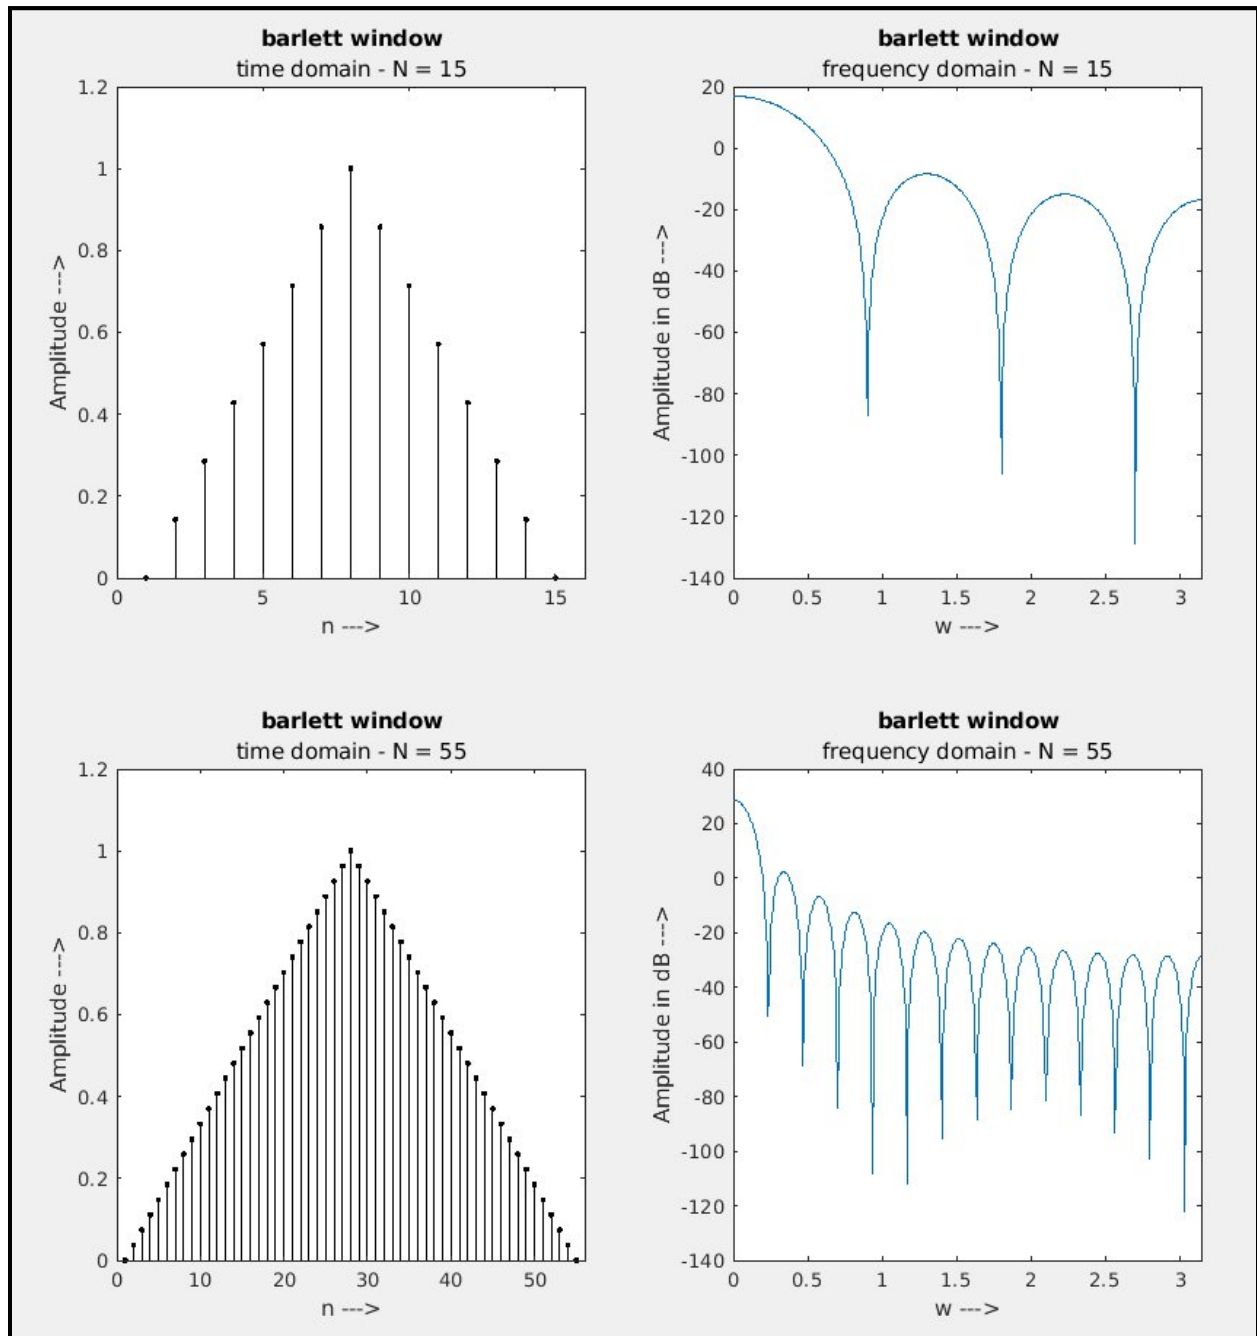 barlett window
time domain - N = 15
1.2
1
0.8
0.6
0.4
0.2
0
Amplitude --->
0 5 10 15
n --->
barlett window
frequency domain - N = 15
20
0
-20
-40
-60
-80
-100
-120
-140
Amplitude in dB --->
0 0.5 1 1.5 2 2.5 3
w --->
barlett window
time domain - N = 55
1.2
1
0.8
0.6
0.4
0.2
0
Amplitude --->
0 10 20 30 40 50
n --->
barlett window
frequency domain - N = 55
40
20
0
-20
-40
-60
-80
-100
-120
-140
Amplitude in dB --->
0 0.5 1 1.5 2 2.5 3
w --->